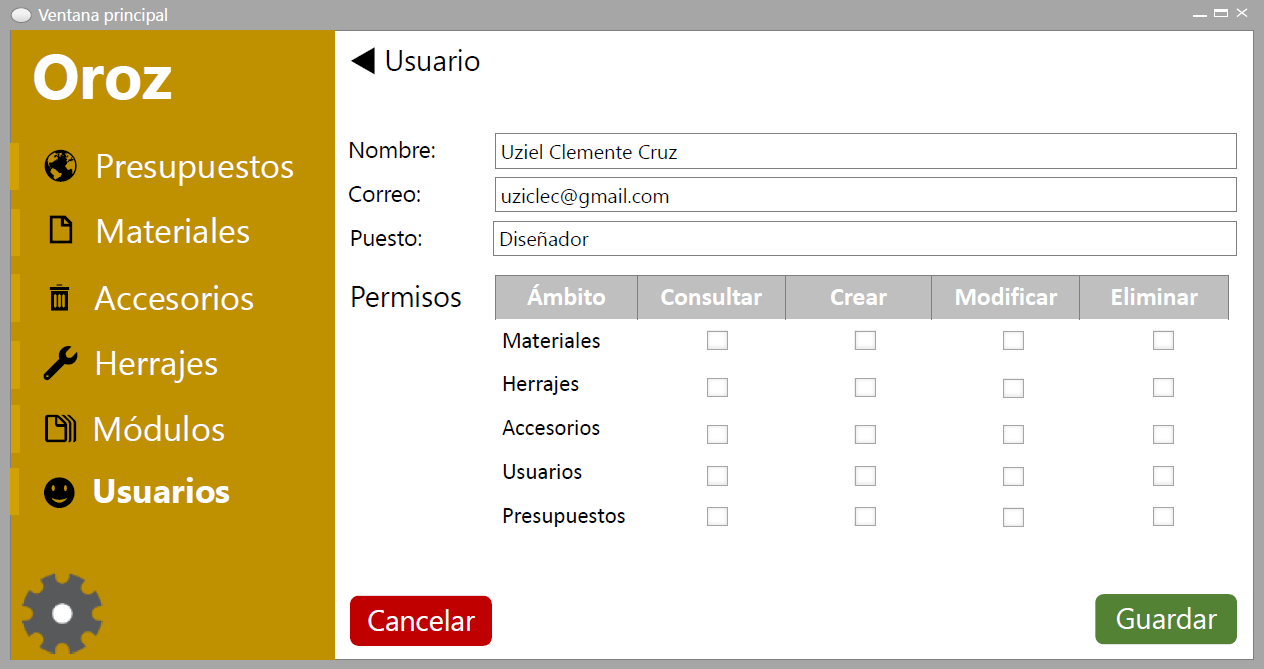 Ventana principal
Oroz
Presupuestos
Materiales
Accesorios
Herrajes
Módulos
Usuarios
Usuario
Nombre: Uziel Clemente Cruz
Correo: uziclec@gmail.com
Puesto: Diseñador
Permisos
Ámbito Consultar Crear Modificar Eliminar
Materiales
Herrajes
Accesorios
Usuarios
Presupuestos
Cancelar
Guardar